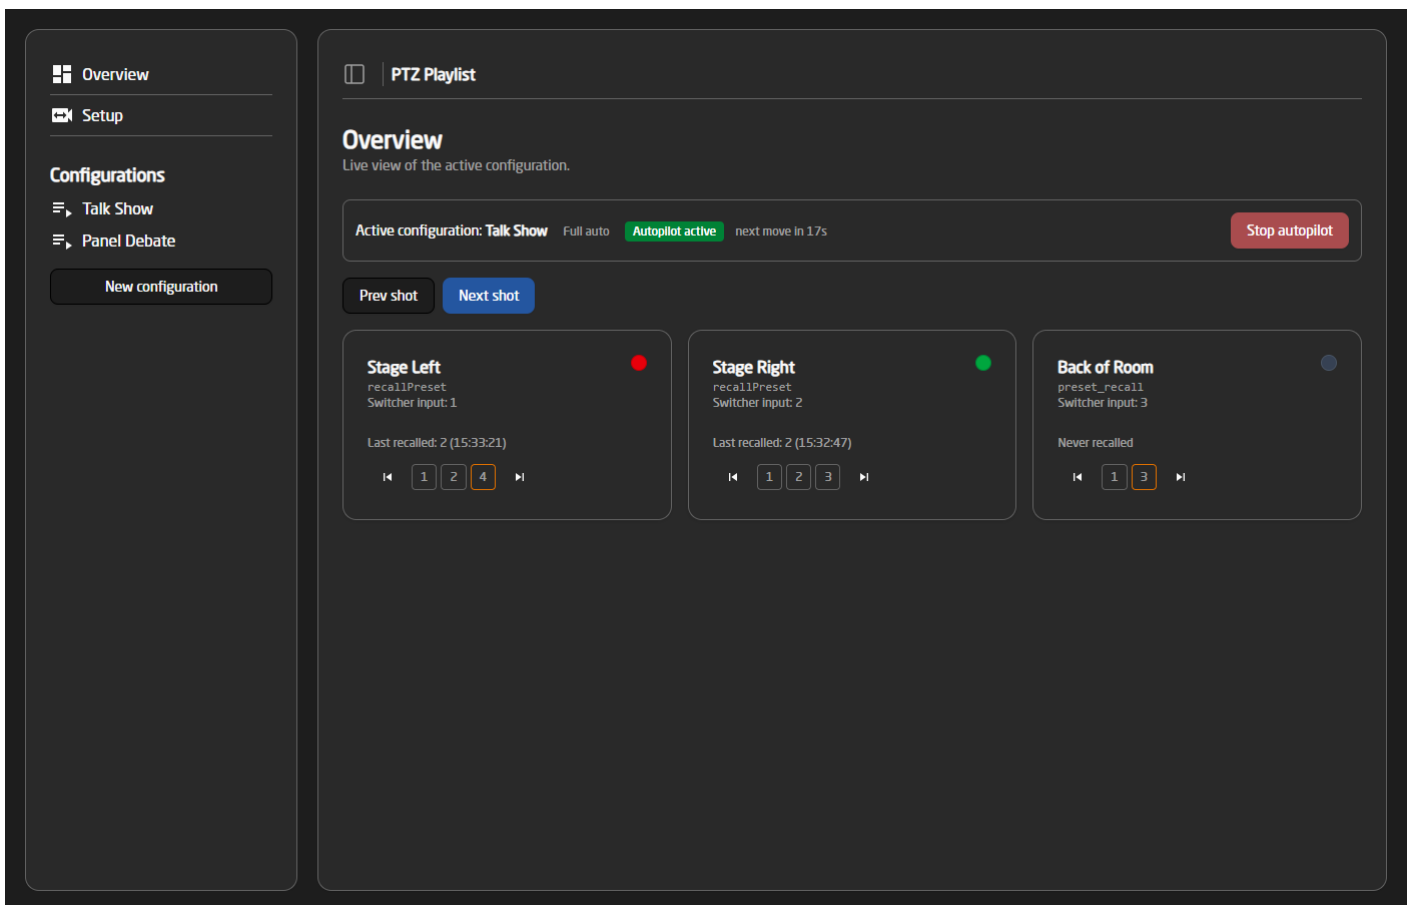 Overview
Setup
Configurations
Talk Show
Panel Debate
New configuration
PTZ Playlist
Overview
Live view of the active configuration.
Active configuration: Talk Show Full auto Autopilot active next move in 17s Stop autopilot
Prev shot Next shot
Stage Left
recallPreset
Switcher input: 1
Last recalled: 2 (15:33:21)
1 2 4
Stage Right
recallPreset
Switcher input: 2
Last recalled: 2 (15:32:47)
1 2 3
Back of Room
preset_recall
Switcher input: 3
Never recalled
1 3